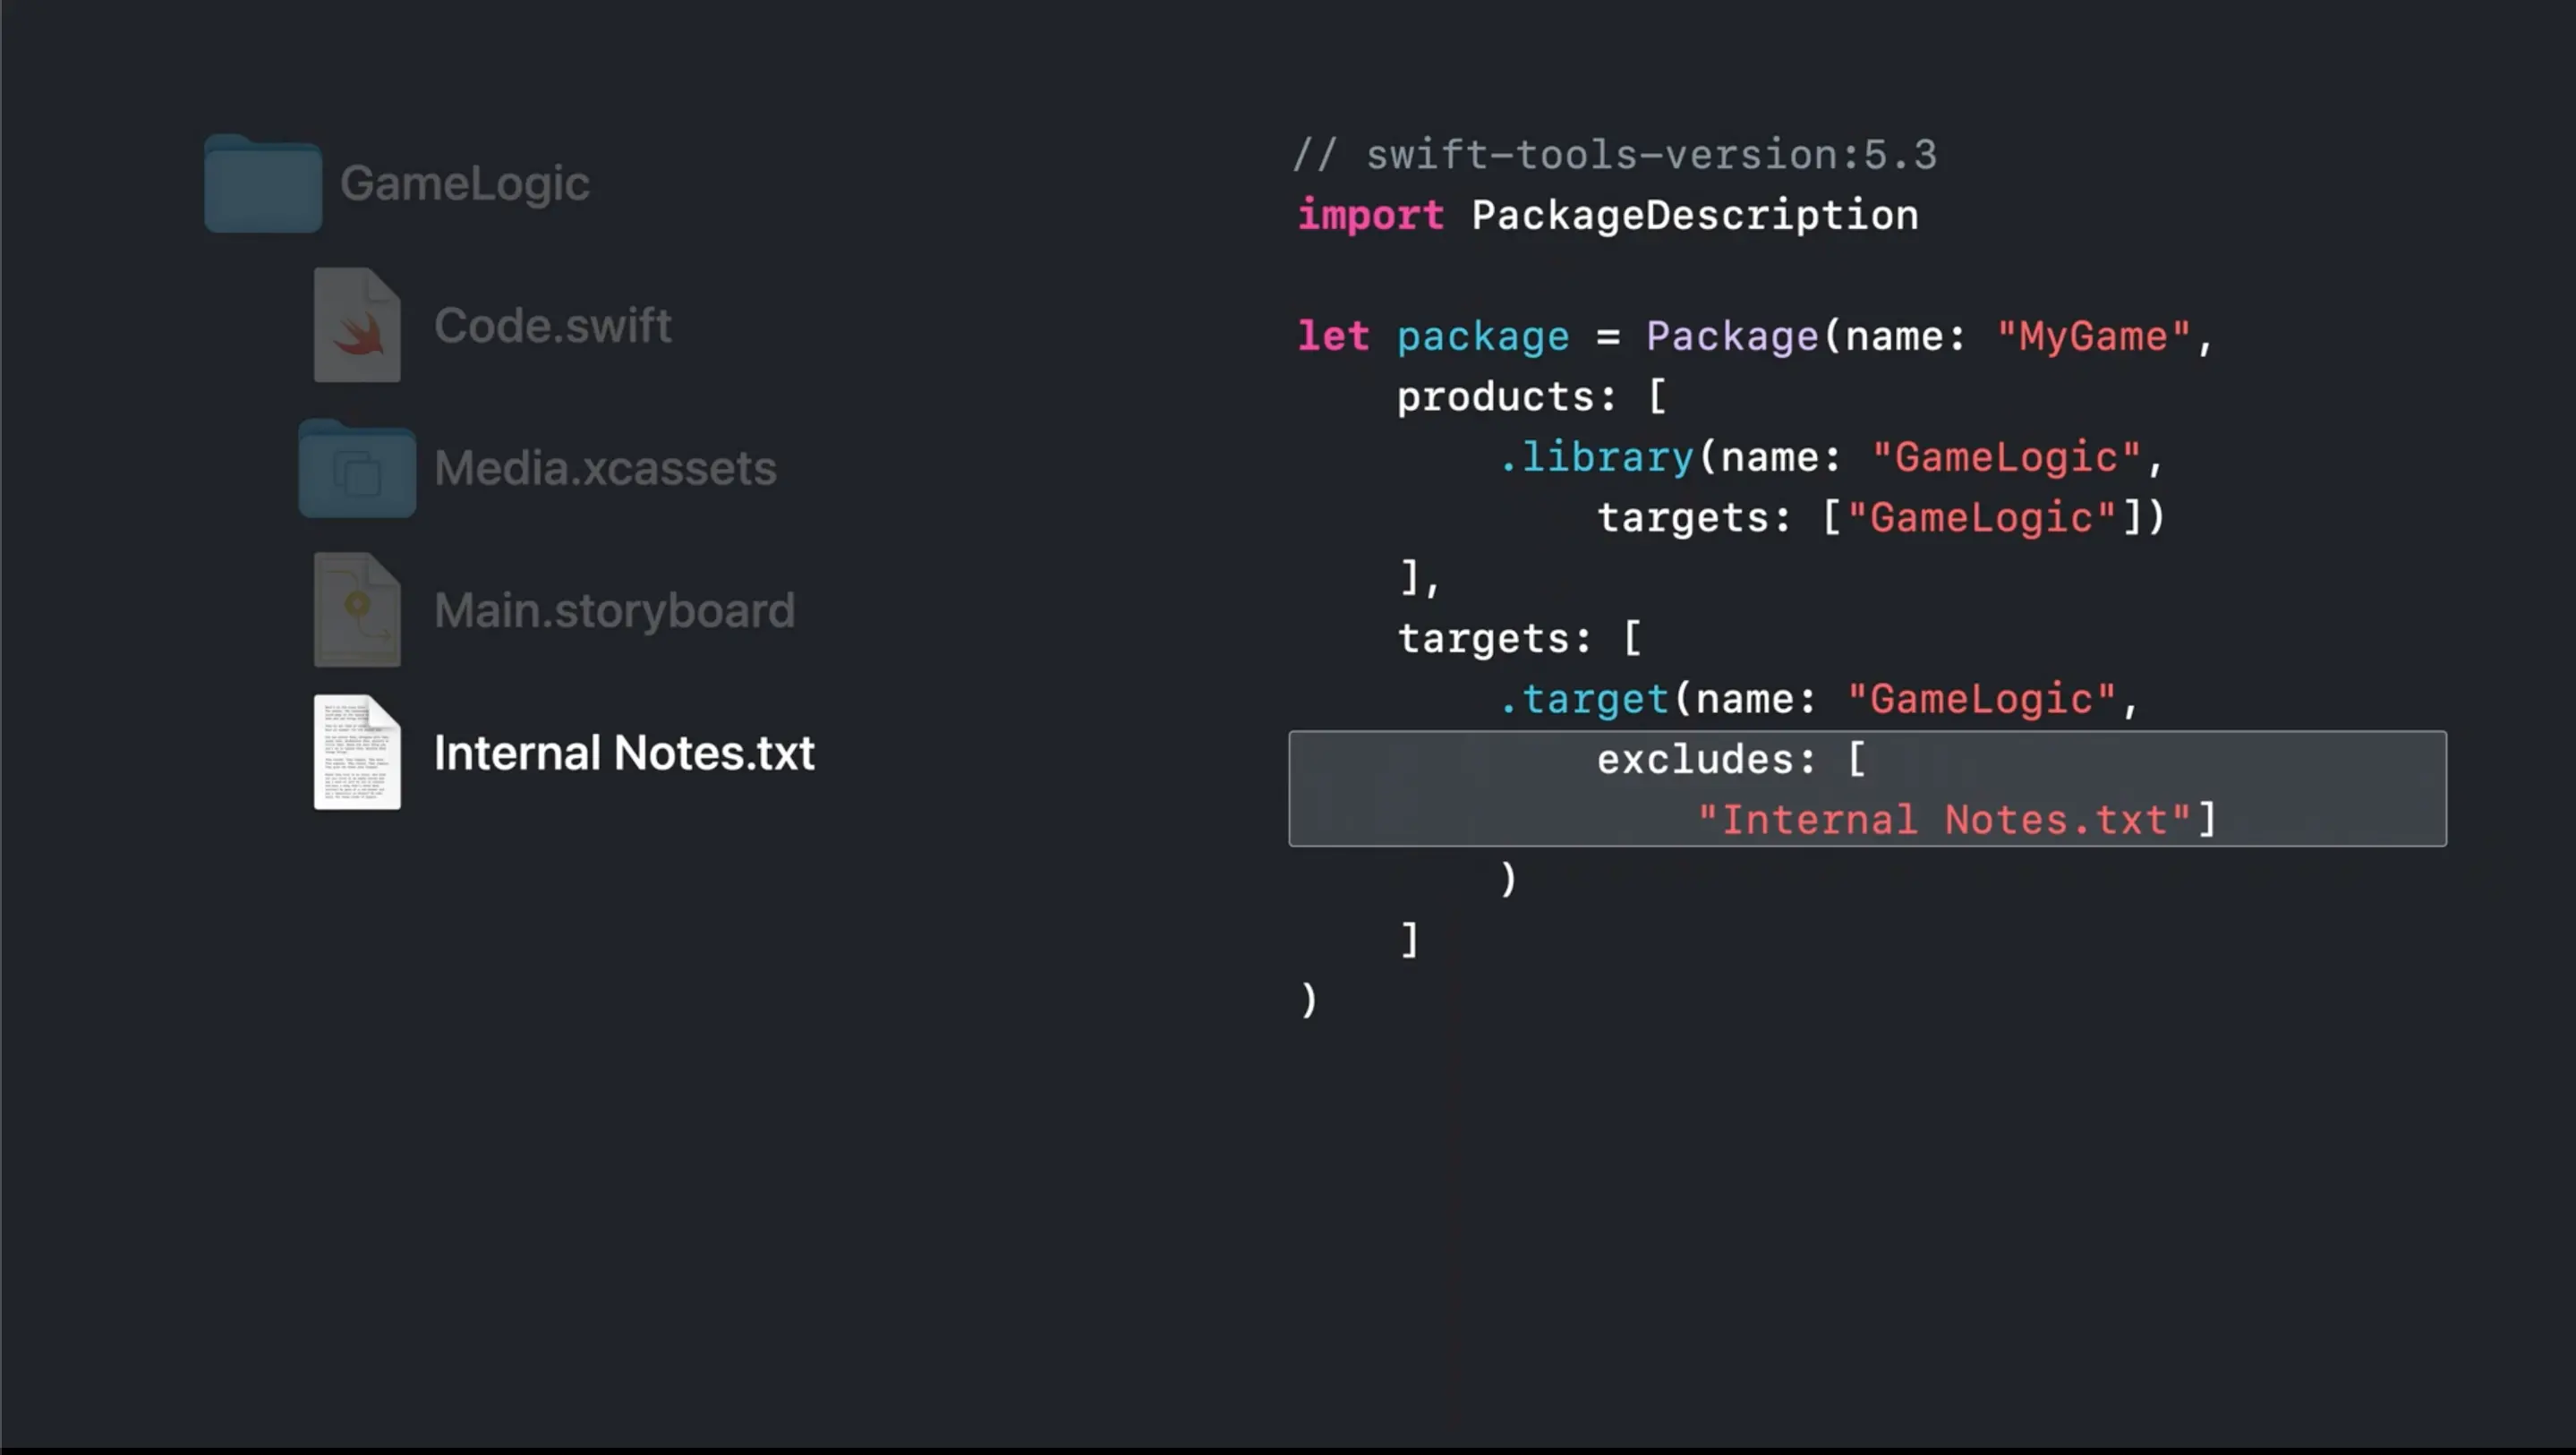 GameLogic
Code.swift
Media.xcassets
Main.storyboard
Internal Notes.txt
// swift-tools-version:5.3
import PackageDescription
let package = Package(name: "MyGame",
products: [
.library(name: "GameLogic",
targets: ["GameLogic"])
],
targets: [
.target(name: "GameLogic",
excludes: [
"Internal Notes.txt"]
)
]
)